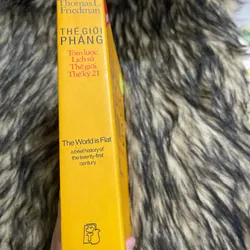 Thomas L.
Friedman
THẾ GIỚI
PHẲNG
Tóm lược
Lịch sử
Thế giới
Thế kỷ 21
The World is Flat
a brief history of
the twenty-first
century